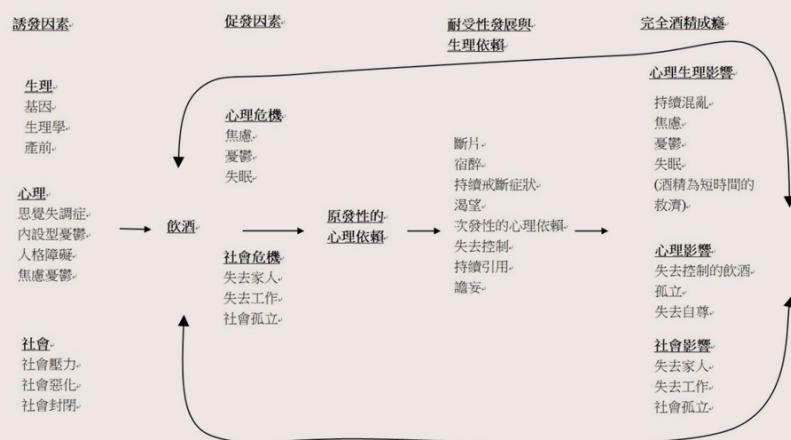 誘發因素
生理
基因
生理學
產前
心理
思覺失調症
內設型憂鬱
人格障礙
焦慮憂鬱
社會
社會壓力
社會惡化
社會封閉
飲酒
促發因素
心理危機
焦慮
憂鬱
失眠
社會危機
失去家人
失去工作
社會孤立
原發性的
心理依賴
耐受性發展與
生理依賴
斷片
宿醉
持續戒斷症狀
渴望
次發性的心理依賴
失去控制
持續引用
譫妄
完全酒精成癮
心理生理影響
持續混亂
焦慮
憂鬱
失眠
(酒精為短時間的
救濟)
心理影響
失去控制的飲酒
孤立
失去自尊
社會影響
失去家人
失去工作
社會孤立